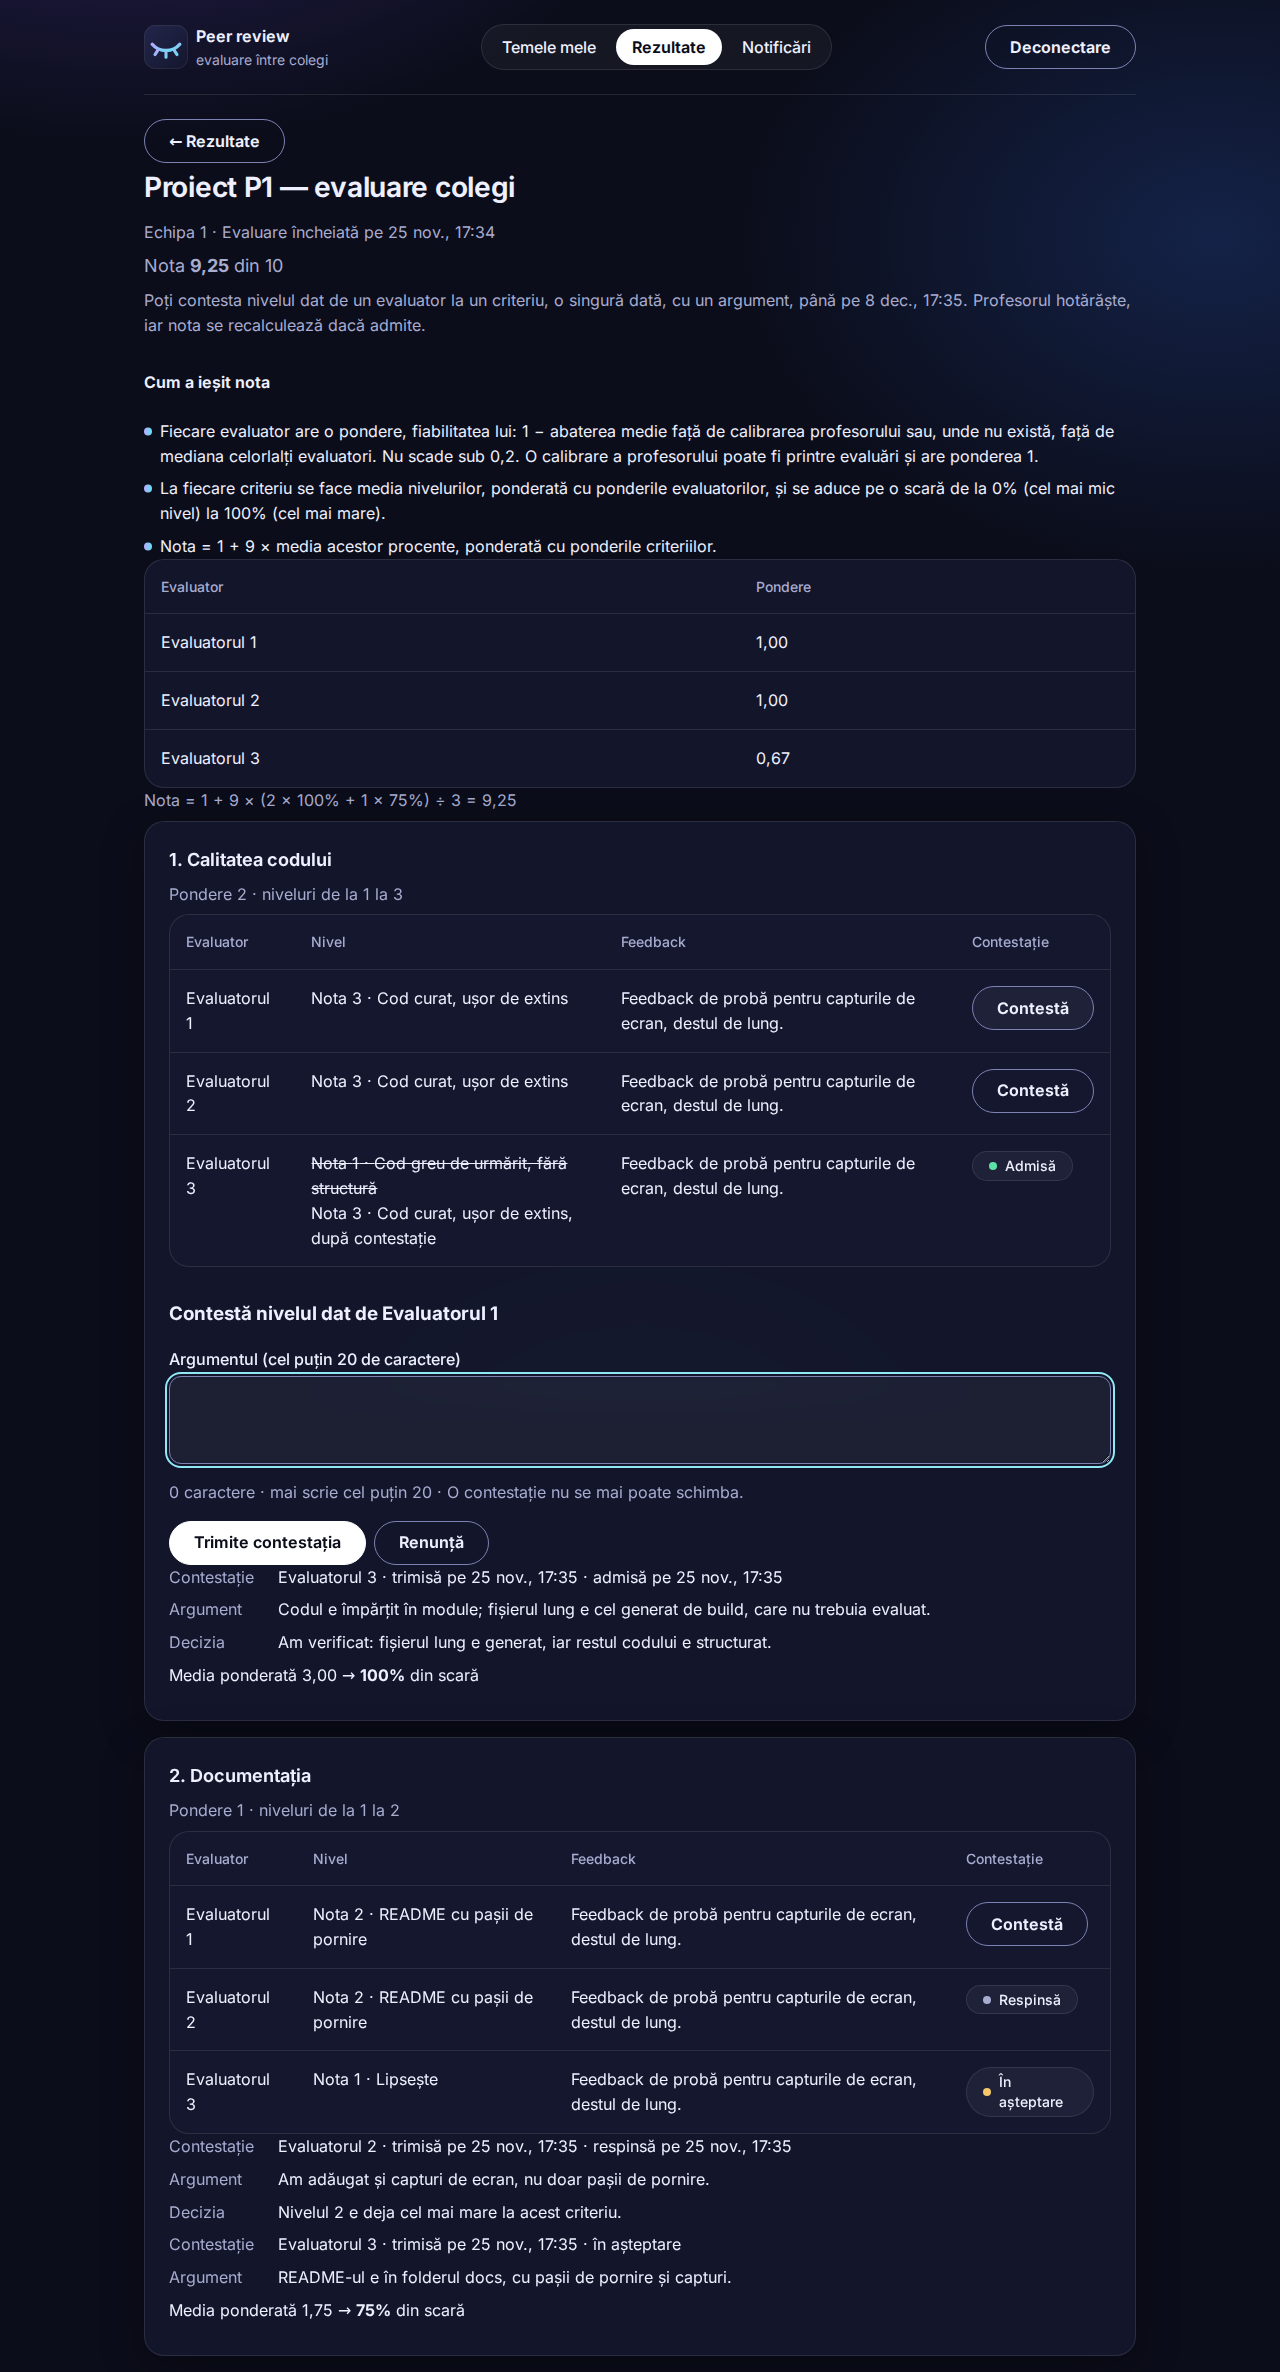 Peer review
evaluare între colegi
Temele mele
Rezultate
Notificări
Deconectare
← Rezultate
Proiect P1 — evaluare colegi
Echipa 1 · Evaluare încheiată pe 25 nov., 17:34
Nota 9,25 din 10
Poți contesta nivelul dat de un evaluator la un criteriu, o singură dată, cu un argument, până pe 8 dec., 17:35. Profesorul hotărăște,
iar nota se recalculează dacă admite.
Cum a ieșit nota
Fiecare evaluator are o pondere, fiabilitatea lui: 1 − abaterea medie față de calibrarea profesorului sau, unde nu există, față de
mediana celorlalți evaluatori. Nu scade sub 0,2. O calibrare a profesorului poate fi printre evaluări și are ponderea 1.
La fiecare criteriu se face media nivelurilor, ponderată cu ponderile evaluatorilor, și se aduce pe o scară de la 0% (cel mai mic
nivel) la 100% (cel mai mare).
Nota = 1 + 9 × media acestor procente, ponderată cu ponderile criteriilor.
Evaluator Pondere
Evaluatorul 1 1,00
Evaluatorul 2 1,00
Evaluatorul 3 0,67
Nota = 1 + 9 × (2 × 100% + 1 × 75%) ÷ 3 = 9,25
1. Calitatea codului
Pondere 2 · niveluri de la 1 la 3
Evaluator Nivel Feedback Contestație
Evaluatorul Nota 3 · Cod curat, ușor de extins Feedback de probă pentru capturile de Contestă
1 ecran, destul de lung.
Evaluatorul Nota 3 · Cod curat, ușor de extins Feedback de probă pentru capturile de Contestă
2 ecran, destul de lung.
Evaluatorul Nota 1 · Cod greu de urmărit, fără Feedback de probă pentru capturile de Admisă
3 structură ecran, destul de lung.
Nota 3 · Cod curat, ușor de extins,
după contestație
Contestă nivelul dat de Evaluatorul 1
Argumentul (cel puțin 20 de caractere)
0 caractere · mai scrie cel puțin 20 · O contestație nu se mai poate schimba.
Trimite contestația
Renunță
Contestație Evaluatorul 3 · trimisă pe 25 nov., 17:35 · admisă pe 25 nov., 17:35
Argument Codul e împărțit în module; fișierul lung e cel generat de build, care nu trebuia evaluat.
Decizia Am verificat: fișierul lung e generat, iar restul codului e structurat.
Media ponderată 3,00 → 100% din scară
2. Documentația
Pondere 1 · niveluri de la 1 la 2
Evaluator Nivel Feedback Contestație
Evaluatorul Nota 2 · README cu pașii de Feedback de probă pentru capturile de ecran, Contestă
1 pornire destul de lung.
Evaluatorul Nota 2 · README cu pașii de Feedback de probă pentru capturile de ecran, Respinsă
2 pornire destul de lung.
Evaluatorul Nota 1 · Lipsește Feedback de probă pentru capturile de ecran, În
3 destul de lung. așteptare
Contestație Evaluatorul 2 · trimisă pe 25 nov., 17:35 · respinsă pe 25 nov., 17:35
Argument Am adăugat și capturi de ecran, nu doar pașii de pornire.
Decizia Nivelul 2 e deja cel mai mare la acest criteriu.
Contestație Evaluatorul 3 · trimisă pe 25 nov., 17:35 · în așteptare
Argument README-ul e în folderul docs, cu pașii de pornire și capturi.
Media ponderată 1,75 → 75% din scară